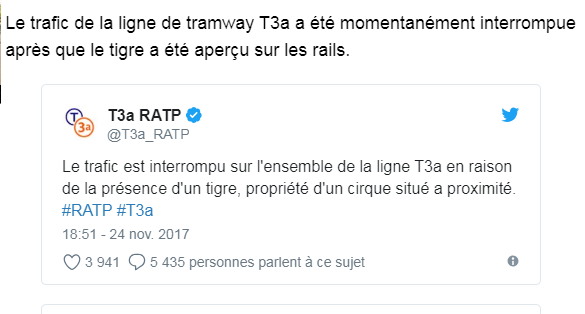 Le trafic de la ligne de tramway T3a a été momentanément interrompue
après que le tigre a été aperçu sur les rails.
T 3a T3a RATP
@T3a_RATP
Le trafic est interrompu sur l'ensemble de la ligne T3a en raison
de la présence d'un tigre, propriété d'un cirque situé a proximité.
#RATP #T3a
18:51 - 24 nov. 2017
3 941 5 435 personnes parlent à ce sujet